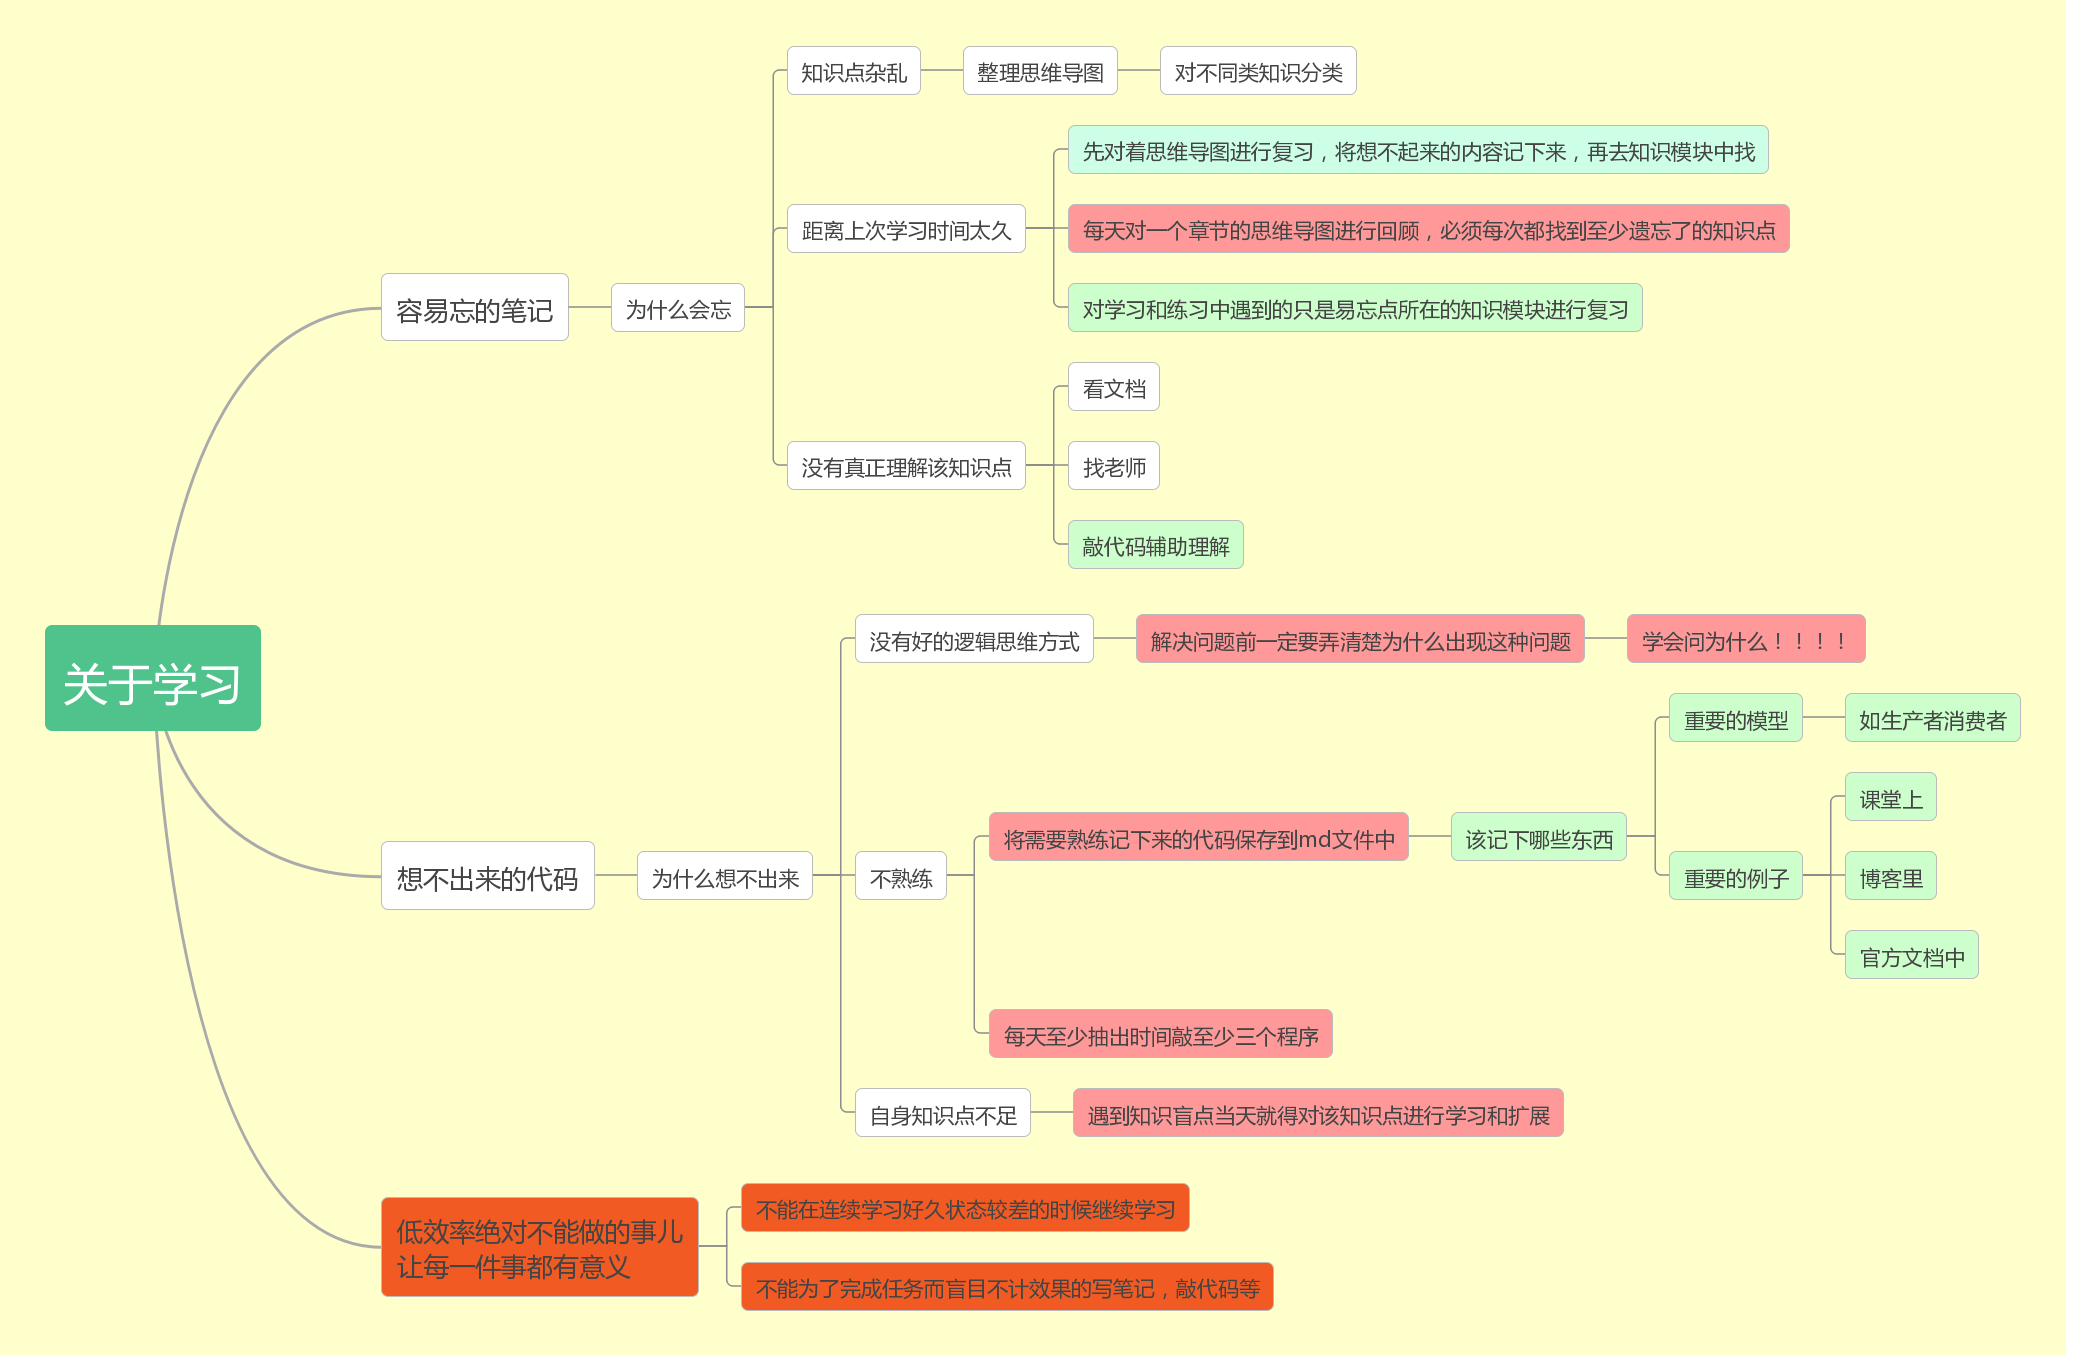 关于学习
容易忘的笔记
为什么会忘
知识点杂乱
整理思维导图
对不同类知识分类
距离上次学习时间太久
先对着思维导图进行复习，将想不起来的内容记下来，再去知识模块中找
每天对一个章节的思维导图进行回顾，必须每次都找到至少遗忘了的知识点
对学习和练习中遇到的只是易忘点所在的知识模块进行复习
没有真正理解该知识点
看文档
找老师
敲代码辅助理解
想不出来的代码
为什么想不出来
没有好的逻辑思维方式
解决问题前一定要弄清楚为什么出现这种问题
学会问为什么！！！！
不熟练
将需要熟练记下来的代码保存到md文件中
该记下哪些东西
重要的模型
如生产者消费者
重要的例子
课堂上
博客里
官方文档中
每天至少抽出时间敲至少三个程序
自身知识点不足
遇到知识盲点当天就得对该知识点进行学习和扩展
低效率绝对不能做的事儿
让每一件事都有意义
不能在连续学习好久状态较差的时候继续学习
不能为了完成任务而盲目不计效果的写笔记，敲代码等